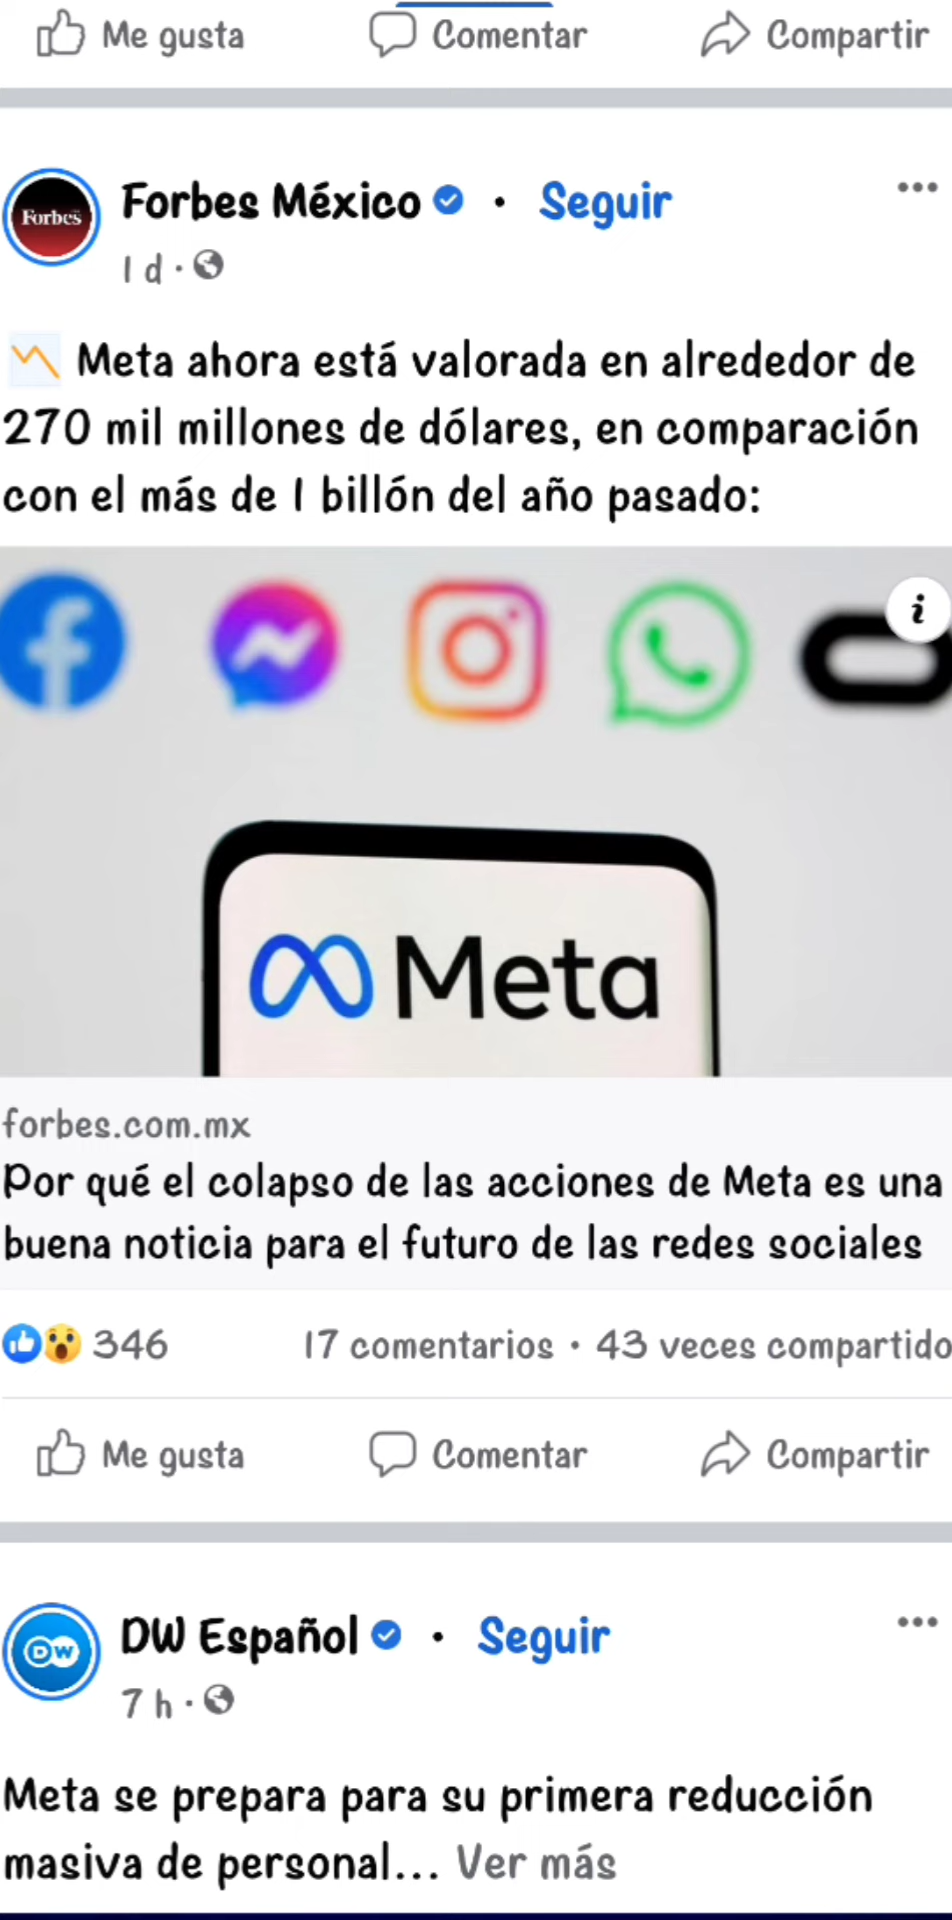 Me gusta Comentar Compartir
Forbes
Forbes México · Seguir
1 d ·
Meta ahora está valorada en alrededor de
270 mil millones de dólares, en comparación
con el más de 1 billón del año pasado:
i
Meta
forbes.com.mx
Por qué el colapso de las acciones de Meta es una
buena noticia para el futuro de las redes sociales
346 17 comentarios · 43 veces compartido
Me gusta Comentar Compartir
DW
DW Español · Seguir
7 h ·
Meta se prepara para su primera reducción
masiva de personal... Ver más